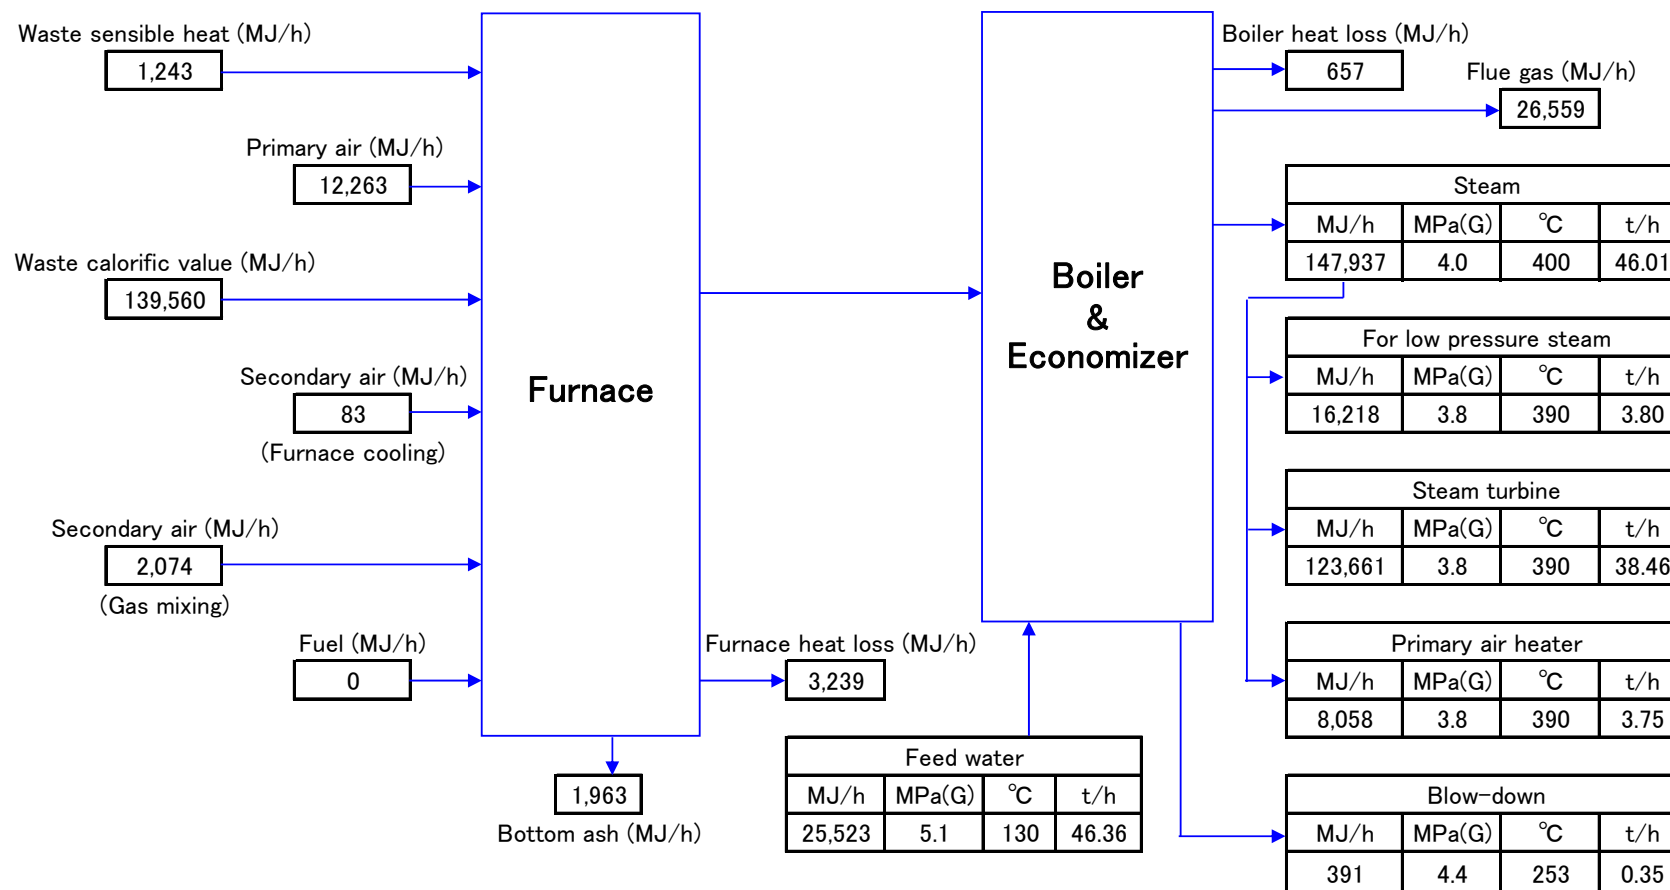 Waste sensible heat (MJ/h)
1,243
Primary air (MJ/h)
12,263
Waste calorific value (MJ/h)
139,560
Secondary air (MJ/h)
83
(Furnace cooling)
Secondary air (MJ/h)
2,074
(Gas mixing)
Fuel (MJ/h)
0
Furnace
Furnace heat loss (MJ/h)
3,239
1,963
Bottom ash (MJ/h)
Boiler
&
Economizer
Feed water
MJ/h MPa(G) ℃ t/h
25,523 5.1 130 46.36
Boiler heat loss (MJ/h)
657
Flue gas (MJ/h)
26,559
Steam
MJ/h MPa(G) ℃ t/h
147,937 4.0 400 46.01
For low pressure steam
MJ/h MPa(G) ℃ t/h
16,218 3.8 390 3.80
Steam turbine
MJ/h MPa(G) ℃ t/h
123,661 3.8 390 38.46
Primary air heater
MJ/h MPa(G) ℃ t/h
8,058 3.8 390 3.75
Blow-down
MJ/h MPa(G) ℃ t/h
391 4.4 253 0.35